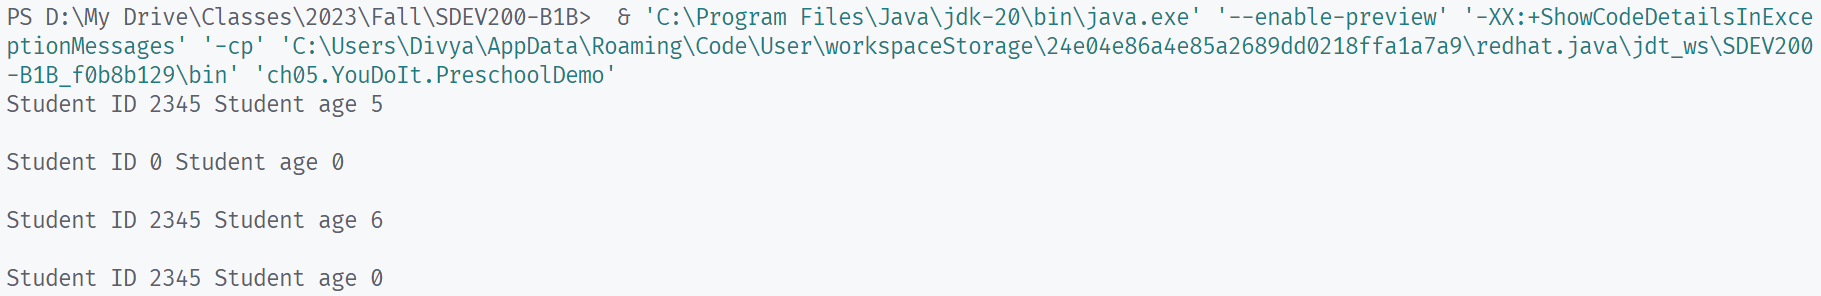 PS D:\My Drive\Classes\2023\Fall\SDEV200-B1B>  & 'C:\Program Files\Java\jdk-20\bin\java.exe' '--enable-preview' '-XX:+ShowCodeDetailsInExce
ptionMessages' '-cp' 'C:\Users\Divya\AppData\Roaming\Code\User\workspaceStorage\24e04e86a4e85a2689dd0218ffa1a7a9\redhat.java\jdt_ws\SDEV200
-B1B_f0b8b129\bin' 'ch05.YouDoIt.PreschoolDemo'
Student ID 2345 Student age 5
Student ID 0 Student age 0
Student ID 2345 Student age 6
Student ID 2345 Student age 0